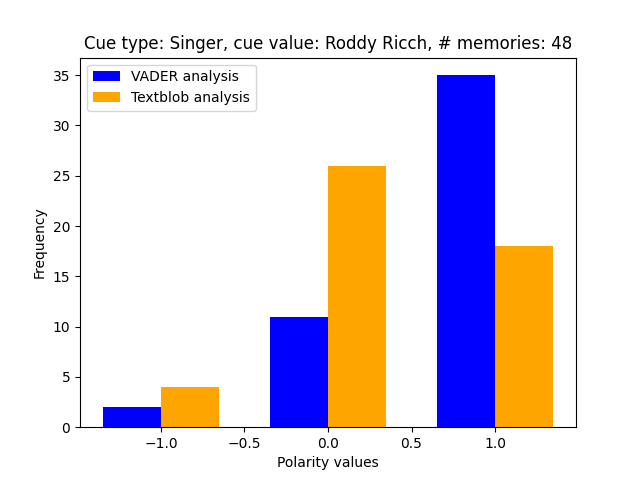 Cue type: Singer, cue value: Roddy Ricch, # memories: 48
VADER analysis
Textblob analysis
35
30
25
20
15
10
5
0
Frequency
−1.0 −0.5 0.0 0.5 1.0
Polarity values